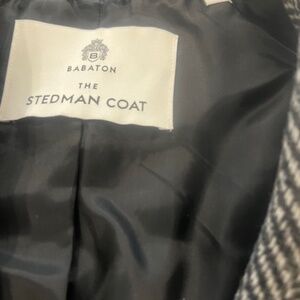 B
BABATON
THE
STEDMAN COAT